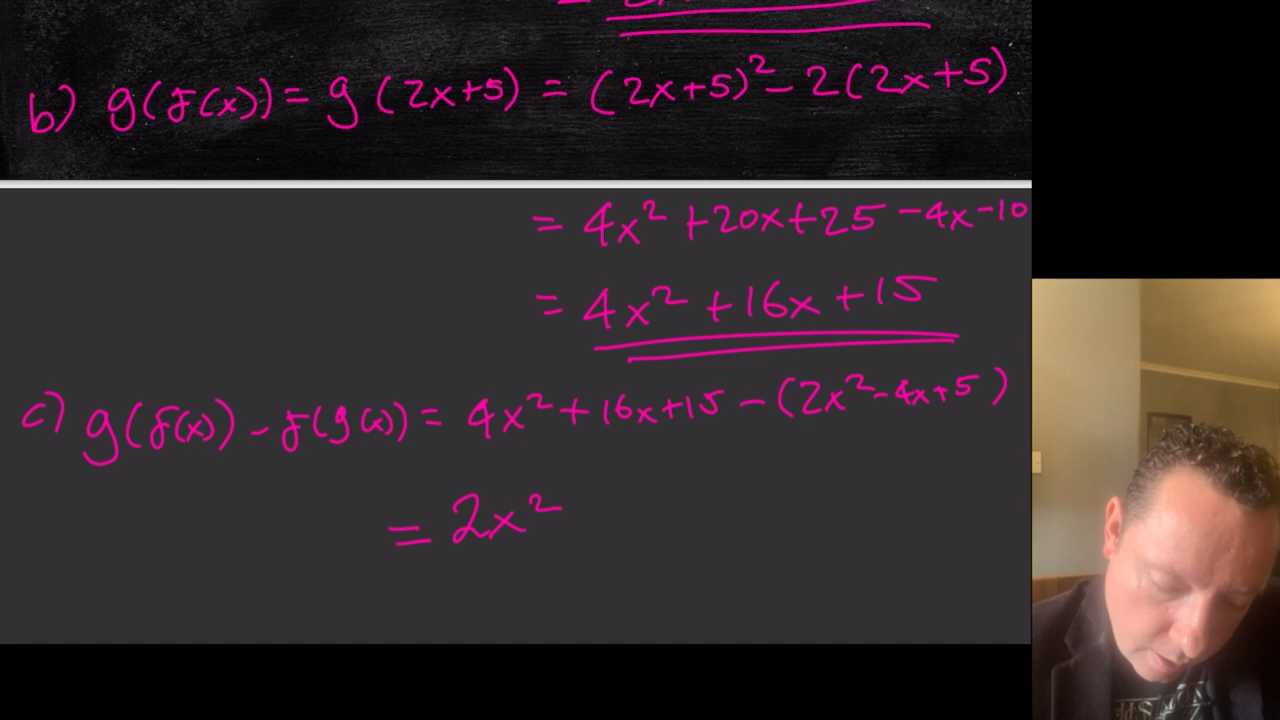 b) g(f(x)) = g(2x+5) = (2x+5)² - 2(2x+5)
= 4x² + 20x + 25 - 4x - 10
= 4x² + 16x + 15
c) g(f(x)) - f(g(x)) = 4x² + 16x + 15 - (2x² - 4x + 5)
= 2x²